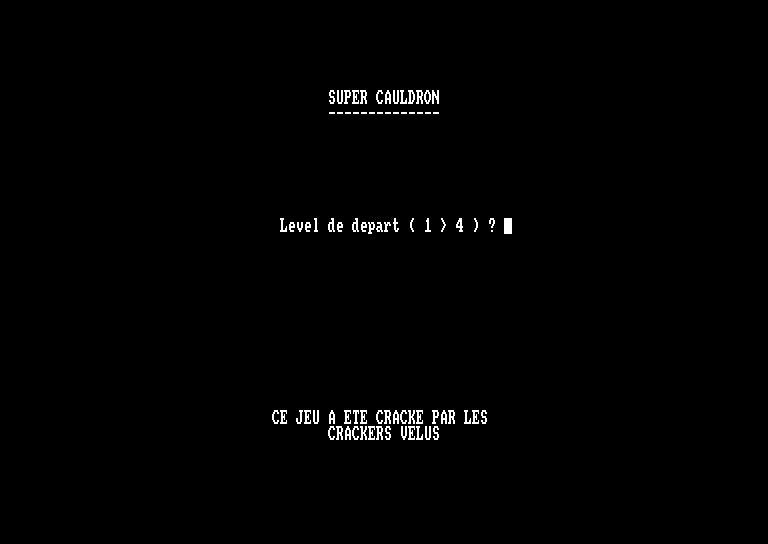 SUPER CAULDRON
--------------
Level de depart ( 1 > 4 ) ?
CE JEU A ETE CRACKE PAR LES
CRACKERS VELUS